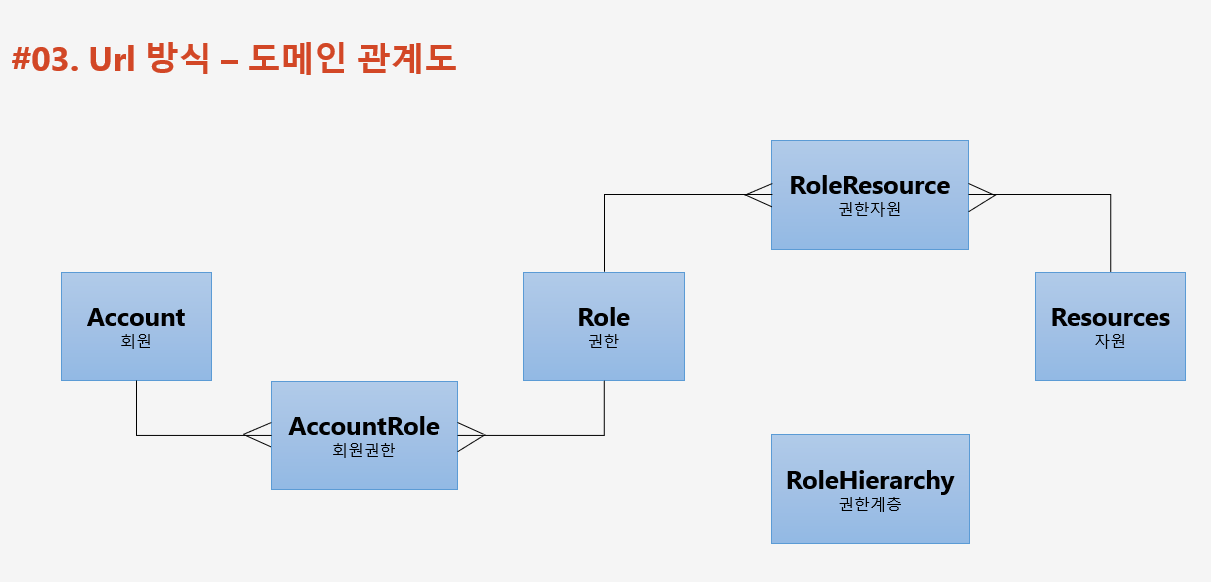 #03. Url 방식 – 도메인 관계도
RoleResource
권한자원
Account
회원
Role
권한
Resources
자원
AccountRole
회원권한
RoleHierarchy
권한계층